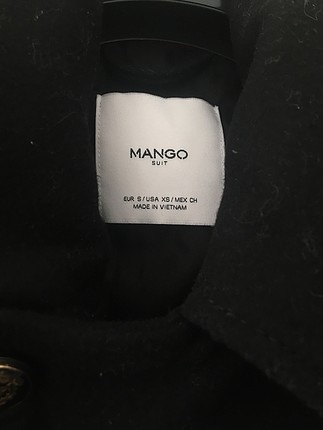 MANGO
SUIT
EUR S/USA XS/MEX CH
MADE IN VIETNAM